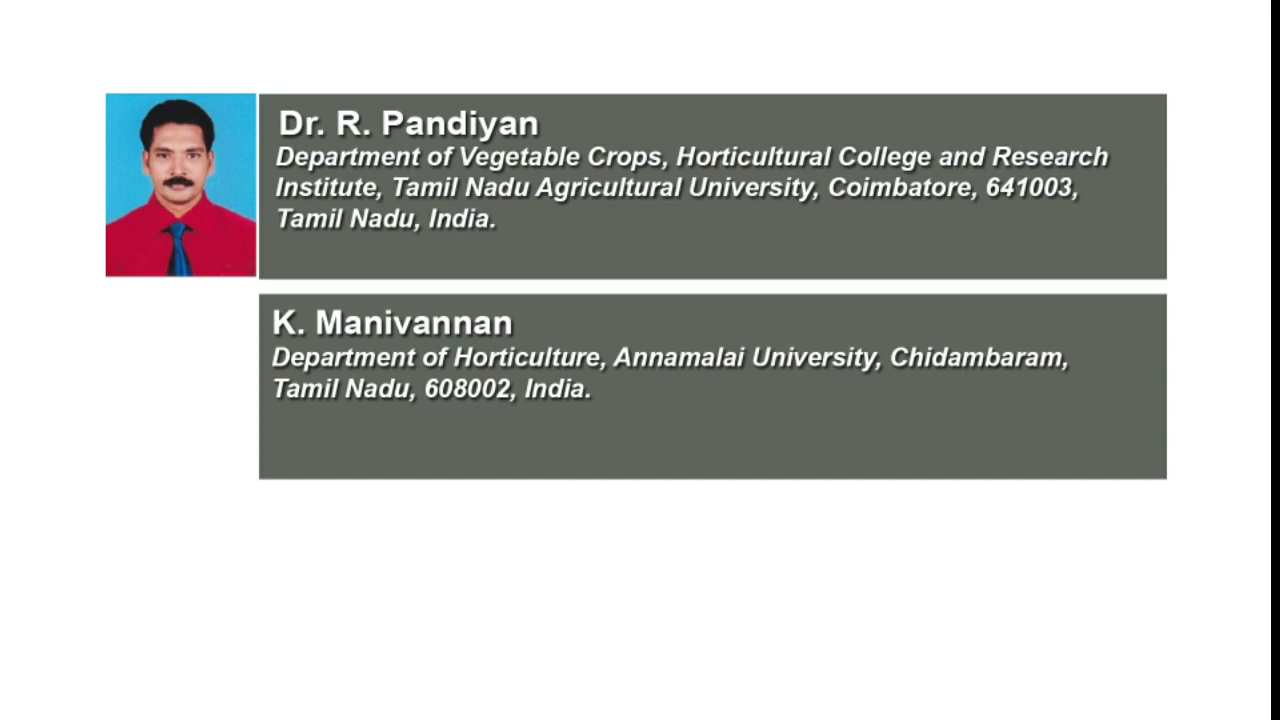 Dr. R. Pandiyan
Department of Vegetable Crops, Horticultural College and Research
Institute, Tamil Nadu Agricultural University, Coimbatore, 641003,
Tamil Nadu, India.
K. Manivannan
Department of Horticulture, Annamalai University, Chidambaram,
Tamil Nadu, 608002, India.